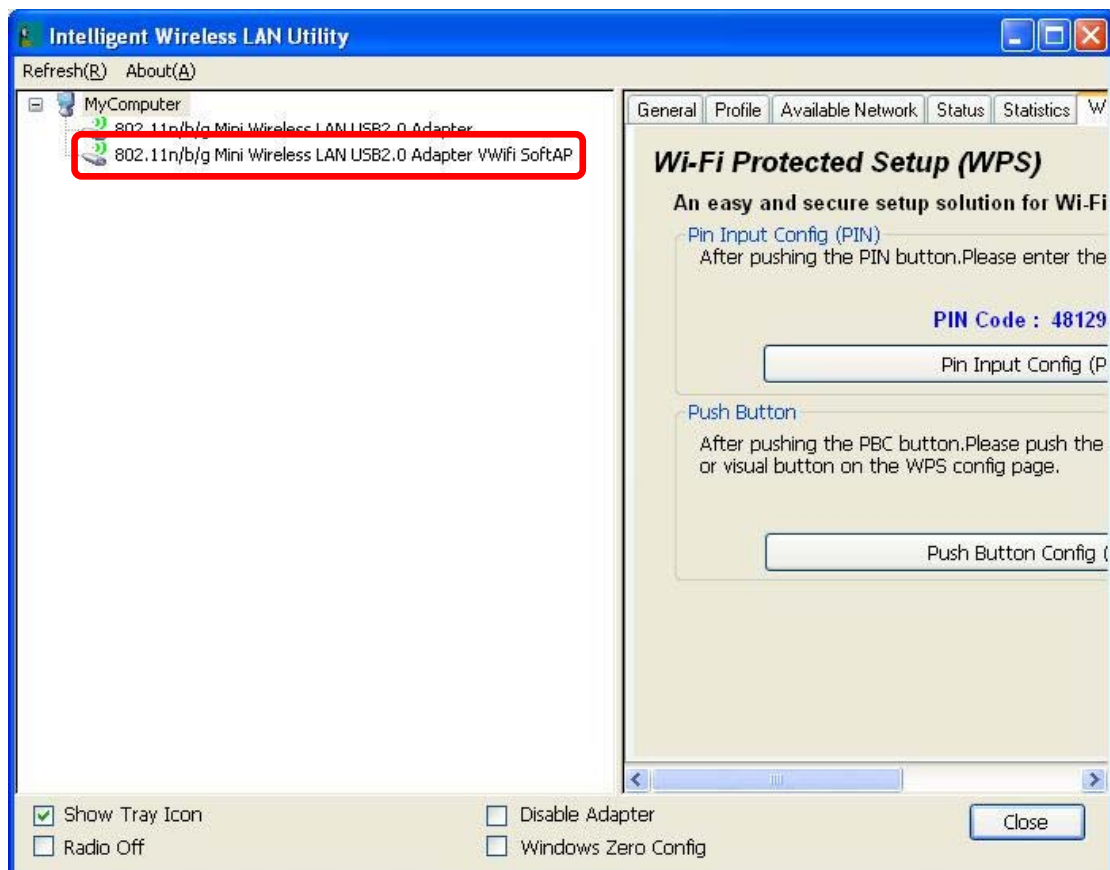 Intelligent Wireless LAN Utility
Refresh(R) About(A)
MyComputer
802.11n/b/g Mini Wireless LAN USB2.0 Adapter
802.11n/b/g Mini Wireless LAN USB2.0 Adapter VWifi SoftAP
General Profile Available Network Status Statistics W
Wi-Fi Protected Setup (WPS)
An easy and secure setup solution for Wi-Fi
Pin Input Config (PIN)
After pushing the PIN button.Please enter the
PIN Code : 48129
Pin Input Config (P
Push Button
After pushing the PBC button.Please push the
or visual button on the WPS config page.
Push Button Config (
Show Tray Icon
Radio Off
Disable Adapter
Windows Zero Config
Close